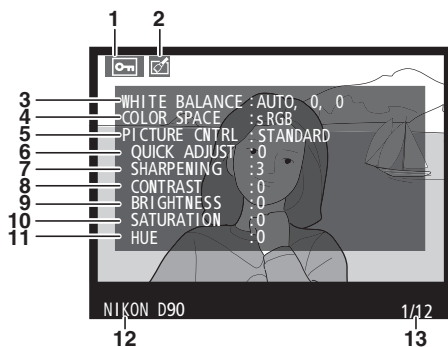 1 2
3 WHITE BALANCE :AUTO, 0, 0
4 COLOR SPACE :sRGB
5 PICTURE CNTRL :STANDARD
6 QUICK ADJUST :0
7 SHARPENING :3
8 CONTRAST :0
9 BRIGHTNESS :0
10 SATURATION :0
11 HUE :0
NIKON D90 1/12
12 13